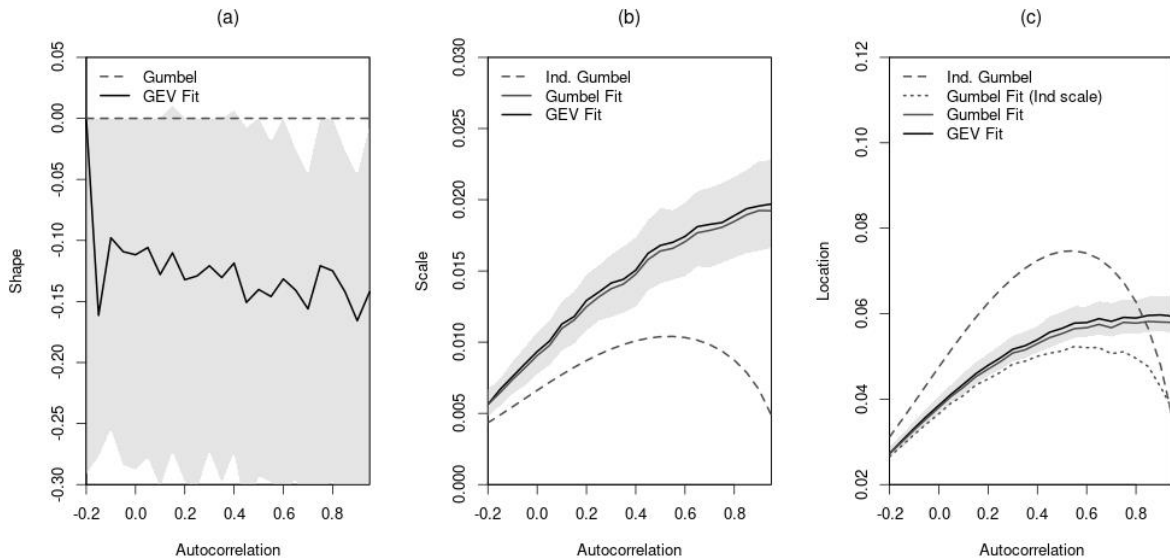 (a)
Shape
0.05
0.00
-0.05
-0.10
-0.15
-0.20
-0.25
-0.30
Gumbel
GEV Fit
-0.2 0.0 0.2 0.4 0.6 0.8
Autocorrelation
(b)
Scale
0.030
0.025
0.020
0.015
0.010
0.005
0.000
Ind. Gumbel
Gumbel Fit
GEV Fit
-0.2 0.0 0.2 0.4 0.6 0.8
Autocorrelation
(c)
Location
0.12
0.10
0.08
0.06
0.04
0.02
Ind. Gumbel
Gumbel Fit (Ind scale)
Gumbel Fit
GEV Fit
-0.2 0.0 0.2 0.4 0.6 0.8
Autocorrelation